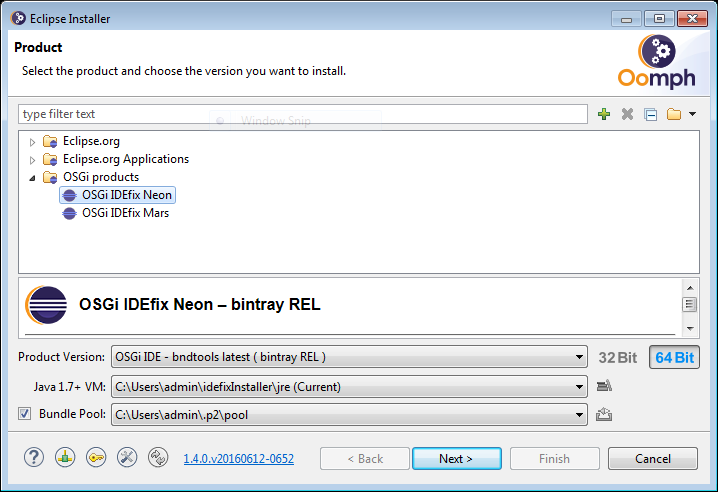 Eclipse Installer
Product
Select the product and choose the version you want to install.
Oomph
type filter text
Window Snip
Eclipse.org
Eclipse.org Applications
OSGi products
OSGi IDEfix Neon
OSGi IDEfix Mars
OSGi IDEfix Neon – bintray REL
Product Version: OSGi IDE - bndtools latest ( bintray REL ) 32 Bit 64 Bit
Java 1.7+ VM: C:\Users\admin\idefixInstaller\jre (Current)
Bundle Pool: C:\Users\admin\.p2\pool
? 1.4.0.v20160612-0652 < Back Next > Finish Cancel